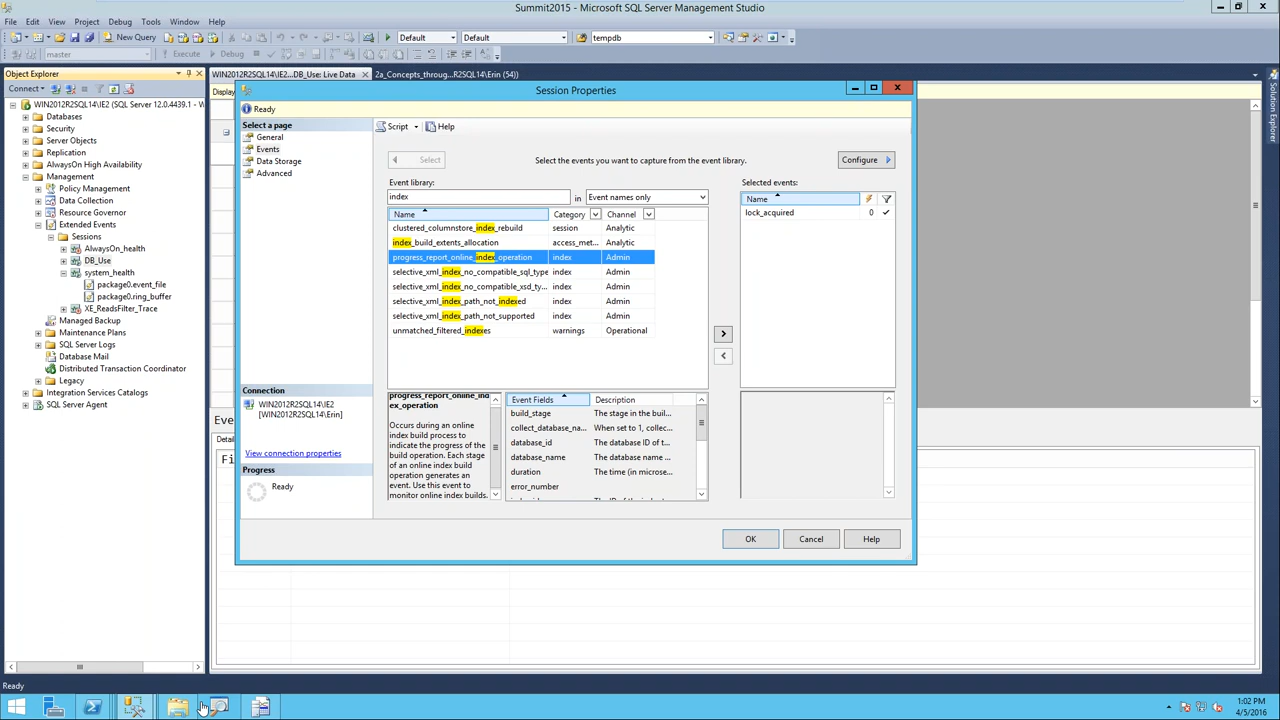 Summit2015 - Microsoft SQL Server Management Studio
File Edit View Project Debug Tools Window Help
New Query Default Default tempdb
master Execute Debug
Object Explorer
Connect
WIN2012R2SQL14\IE2 (SQL Server 12.0.4439.1 - W
Databases
Security
Server Objects
Replication
AlwaysOn High Availability
Management
Policy Management
Data Collection
Resource Governor
Extended Events
Sessions
AlwaysOn_health
DB_Use
system_health
package0.event_file
package0.ring_buffer
XE_ReadsFilter_Trace
Managed Backup
Maintenance Plans
SQL Server Logs
Database Mail
Distributed Transaction Coordinator
Legacy
Integration Services Catalogs
SQL Server Agent
WIN2012R2SQL14\IE2...DB_Use: Live Data
2a_Concepts_throug...R2SQL14\Erin (54))
Display
Solution Explorer
Session Properties
Ready
Select a page
General
Events
Data Storage
Advanced
Connection
WIN2012R2SQL14\IE2
[WIN2012R2SQL14\Erin]
View connection properties
Progress
Ready
Script Help
Select
Select the events you want to capture from the event library.
Configure
Event library:
index in Event names only
Name Category Channel
clustered_columnstore_index_rebuild session Analytic
index_build_extents_allocation access_met... Analytic
progress_report_online_index_operation index Admin
selective_xml_index_no_compatible_sql_type index Admin
selective_xml_index_no_compatible_xsd_ty... index Admin
selective_xml_index_path_not_indexed index Admin
selective_xml_index_path_not_supported index Admin
unmatched_filtered_indexes warnings Operational
Selected events:
Name
lock_acquired 0
progress_report_online_ind
ex_operation
Occurs during an online
index build process to
indicate the progress of the
build operation. Each stage
of an online index build
operation generates an
event. Use this event to
monitor online index builds.
Event Fields Description
build_stage The stage in the buil...
collect_database_na... When set to 1, collec...
database_id The database ID of t...
database_name The database name ...
duration The time (in microse...
error_number
OK Cancel Help
Even
Detail
Fi
Ready
1:02 PM
4/5/2016